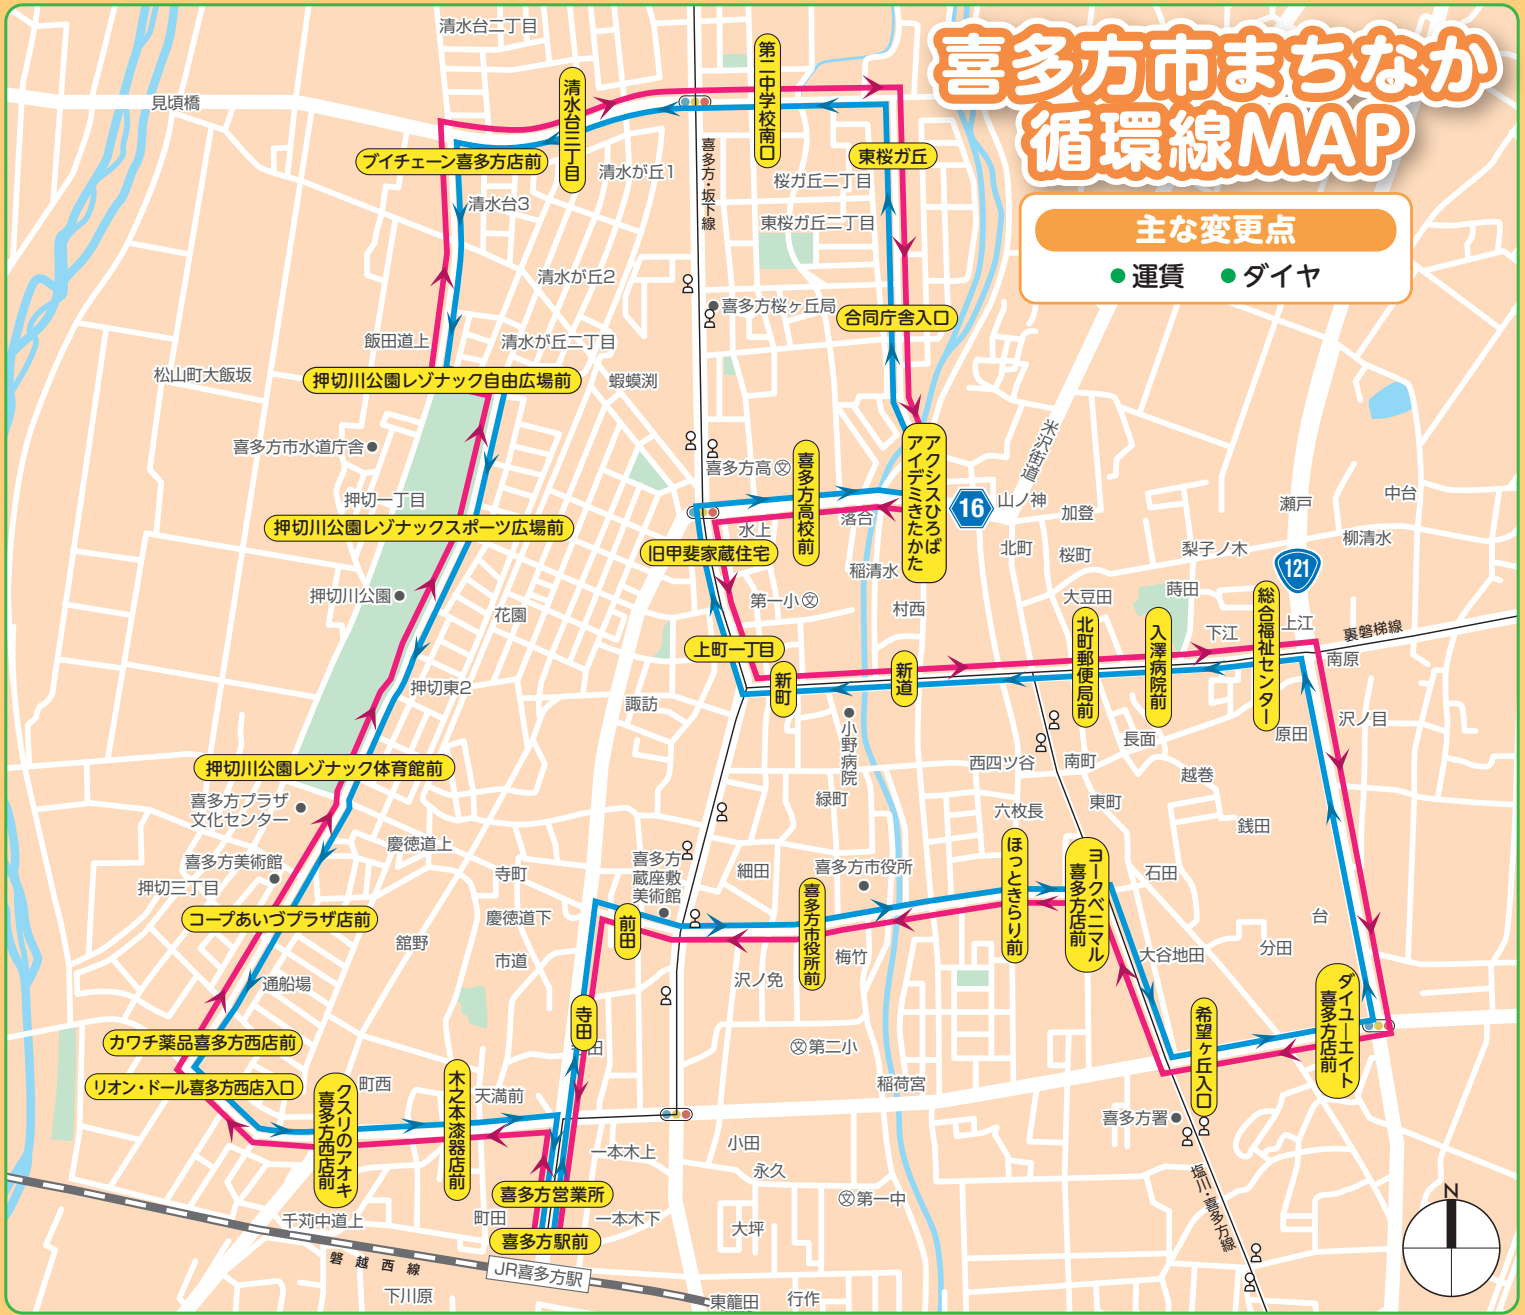 喜多方市まちなか
循環線MAP
主な変更点
●運賃 ●ダイヤ
清水台二丁目
見頃橋
清水台三丁目
第二中学校南口
ブイチェーン喜多方店前
東桜ガ丘
清水が丘1
喜多方・坂下線
桜ガ丘二丁目
清水台3
東桜ガ丘二丁目
清水が丘2
喜多方桜ヶ丘局
合同庁舎入口
飯田道上
清水が丘二丁目
松山町大飯坂
押切川公園レゾナック自由広場前
蝦蟆渕
喜多方市水道庁舎
喜多方高
文
喜多方高校前
アクシスひろば
アイデミきたかた
米沢街道
16
山ノ神
加登
瀬戸
中台
押切一丁目
押切川公園レゾナックスポーツ広場前
水上
落合
旧甲斐家蔵住宅
北町
桜町
梨子ノ木
柳清水
121
稲清水
押切川公園
花園
第一小
文
村西
大豆田
蒔田
総合福祉センター
上江
裏磐梯線
北町郵便局前
入澤病院前
下江
南原
上町一丁目
新町
新道
押切東2
諏訪
小野病院
沢ノ目
原田
長面
押切川公園レゾナック体育館前
西四ツ谷
南町
越巻
喜多方プラザ
文化センター
緑町
六枚長
東町
銭田
慶徳道上
喜多方美術館
押切三丁目
寺町
喜多方
蔵座敷
美術館
細田
喜多方市役所
ほっときらり前
ヨークベニマル
喜多方店前
石田
コープあいづプラザ店前
慶徳道下
前田
喜多方市役所前
台
舘野
市道
梅竹
大谷地田
分田
通船場
沢ノ免
ダイユーエイト
喜多方店前
寺田
田
希望ヶ丘入口
カワチ薬品喜多方西店前
文
第二小
リオン・ドール喜多方西店入口
クスリのアオキ
喜多方西店前
町西
木之本漆器店前
天満前
稲荷宮
喜多方署
一本木上
小田
永久
塩川・喜多方線
喜多方営業所
文
第一中
千苅中道上
町田
一本木下
大坪
喜多方駅前
N
磐越西線
JR喜多方駅
下川原
東籠田
行作